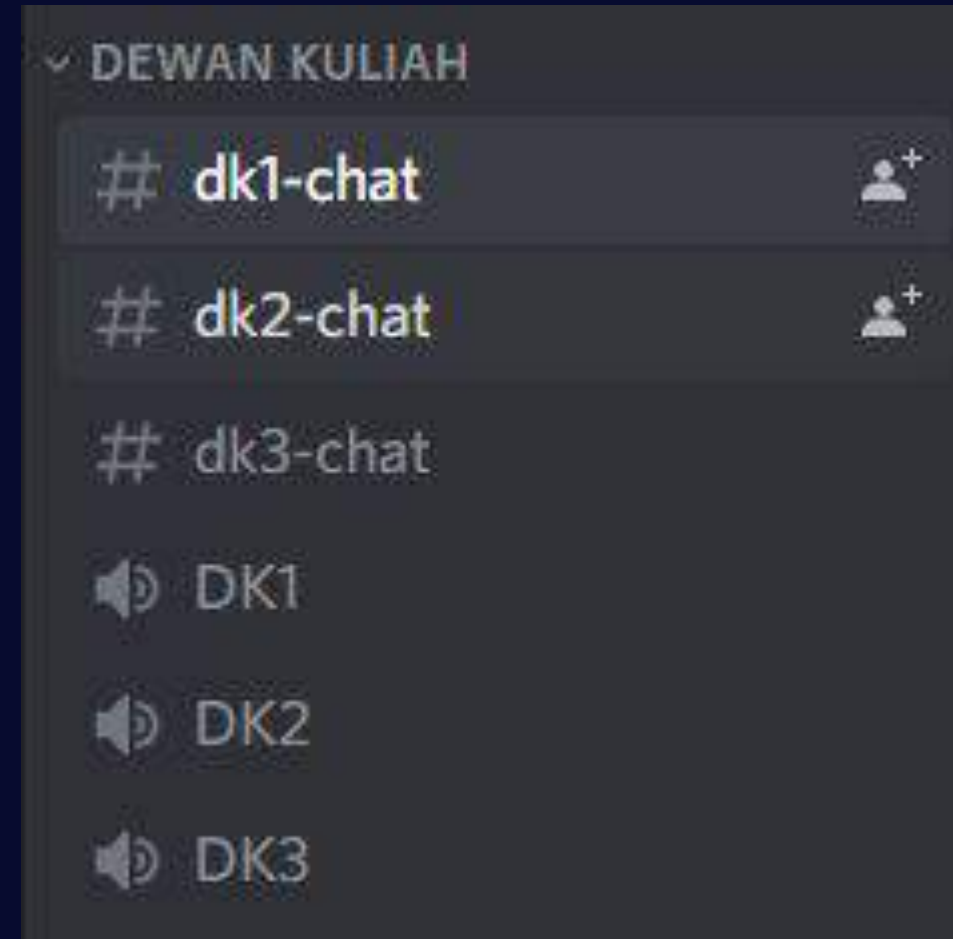 DEWAN KULIAH
# dk1-chat
# dk2-chat
# dk3-chat
DK1
DK2
DK3